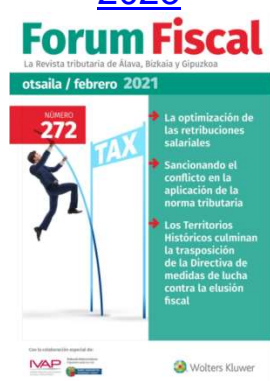 2020
Forum Fiscal
La Revista tributaria de Álava, Bizkaia y Gipuzkoa
otsaila / febrero 2021
NÚMERO
272
TAX
La optimización de
las retribuciones
salariales
Sancionando el
conflicto en la
aplicación de la
norma tributaria
Los Territorios
Históricos culminan
la trasposición
de la Directiva de
medidas de lucha
contra la elusión
fiscal
Con la colaboración especial de:
IVAP
Wolters Kluwer